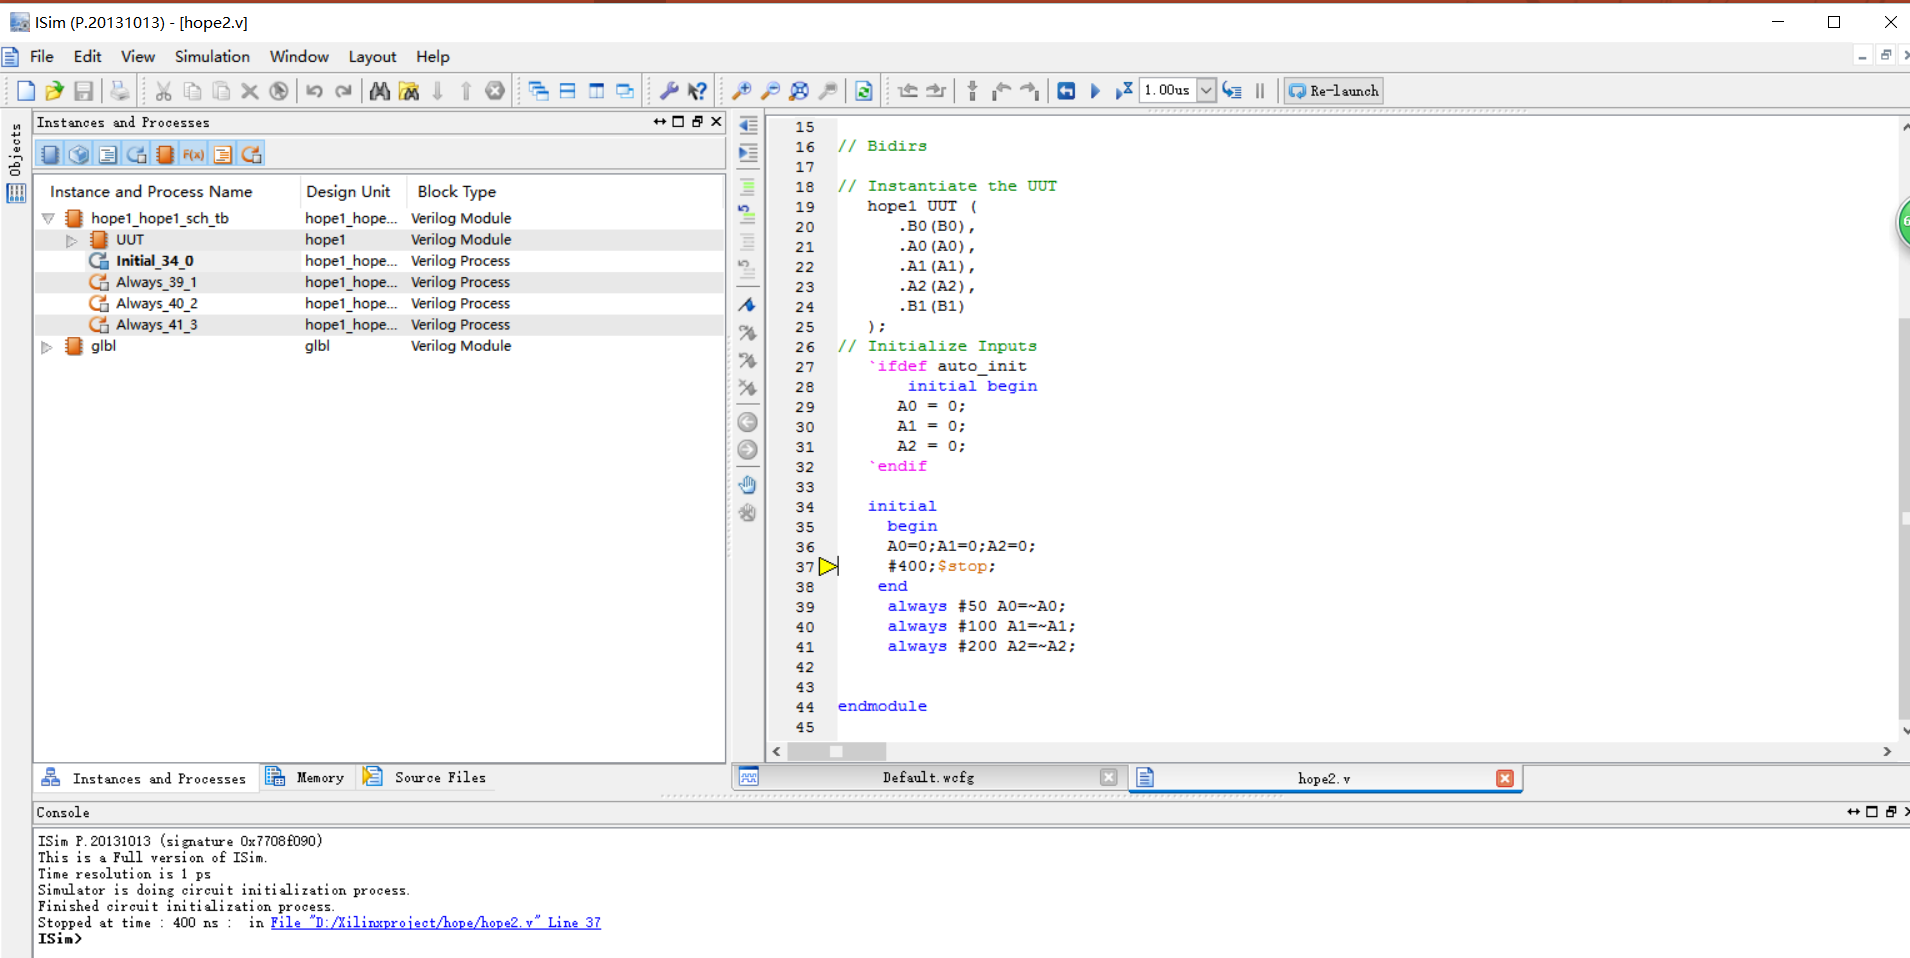 ISim (P.20131013) - [hope2.v]
File Edit View Simulation Window Layout Help
1.00us Re-launch
Objects
Instances and Processes
F(x)
Instance and Process Name Design Unit Block Type
hope1_hope1_sch_tb hope1_hope... Verilog Module
UUT hope1 Verilog Module
Initial_34_0 hope1_hope... Verilog Process
Always_39_1 hope1_hope... Verilog Process
Always_40_2 hope1_hope... Verilog Process
Always_41_3 hope1_hope... Verilog Process
glbl glbl Verilog Module
15
16 // Bidirs
17
18 // Instantiate the UUT
19 hope1 UUT (
20 .B0(B0),
21 .A0(A0),
22 .A1(A1),
23 .A2(A2),
24 .B1(B1)
25 );
26 // Initialize Inputs
27 `ifdef auto_init
28 initial begin
29 A0 = 0;
30 A1 = 0;
31 A2 = 0;
32 `endif
33
34 initial
35 begin
36 A0=0;A1=0;A2=0;
37 #400;$stop;
38 end
39 always #50 A0=~A0;
40 always #100 A1=~A1;
41 always #200 A2=~A2;
42
43
44 endmodule
45
Instances and Processes Memory Source Files
Default.wcfg hope2.v
Console
ISim P.20131013 (signature 0x7708f090)
This is a Full version of ISim.
Time resolution is 1 ps
Simulator is doing circuit initialization process.
Finished circuit initialization process.
Stopped at time : 400 ns : in File "D:/Xilinxproject/hope/hope2.v" Line 37
ISim>